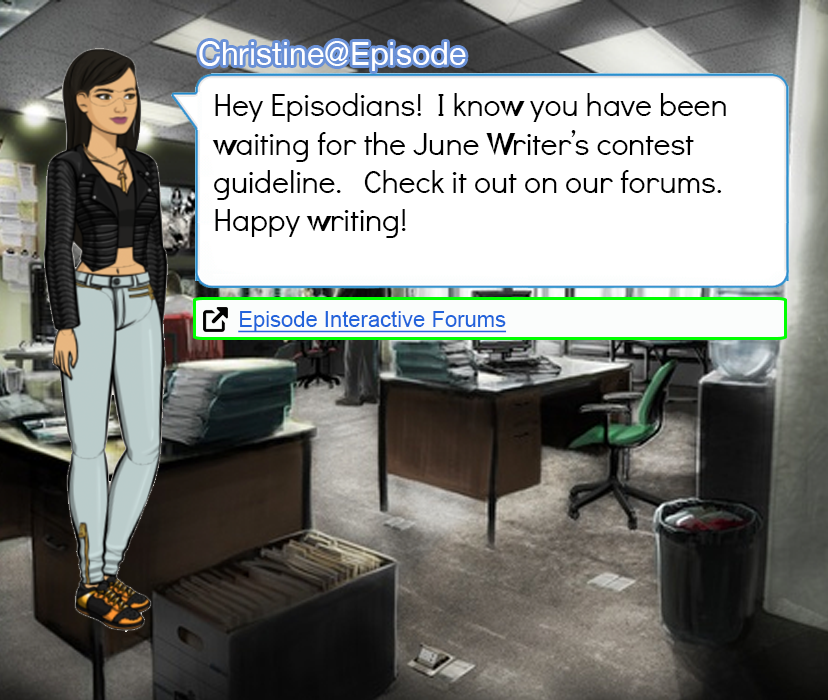 Christine@Episode
Hey Episodians!  I know you have been
waiting for the June Writer's contest
guideline.   Check it out on our forums.
Happy writing!
Episode Interactive Forums